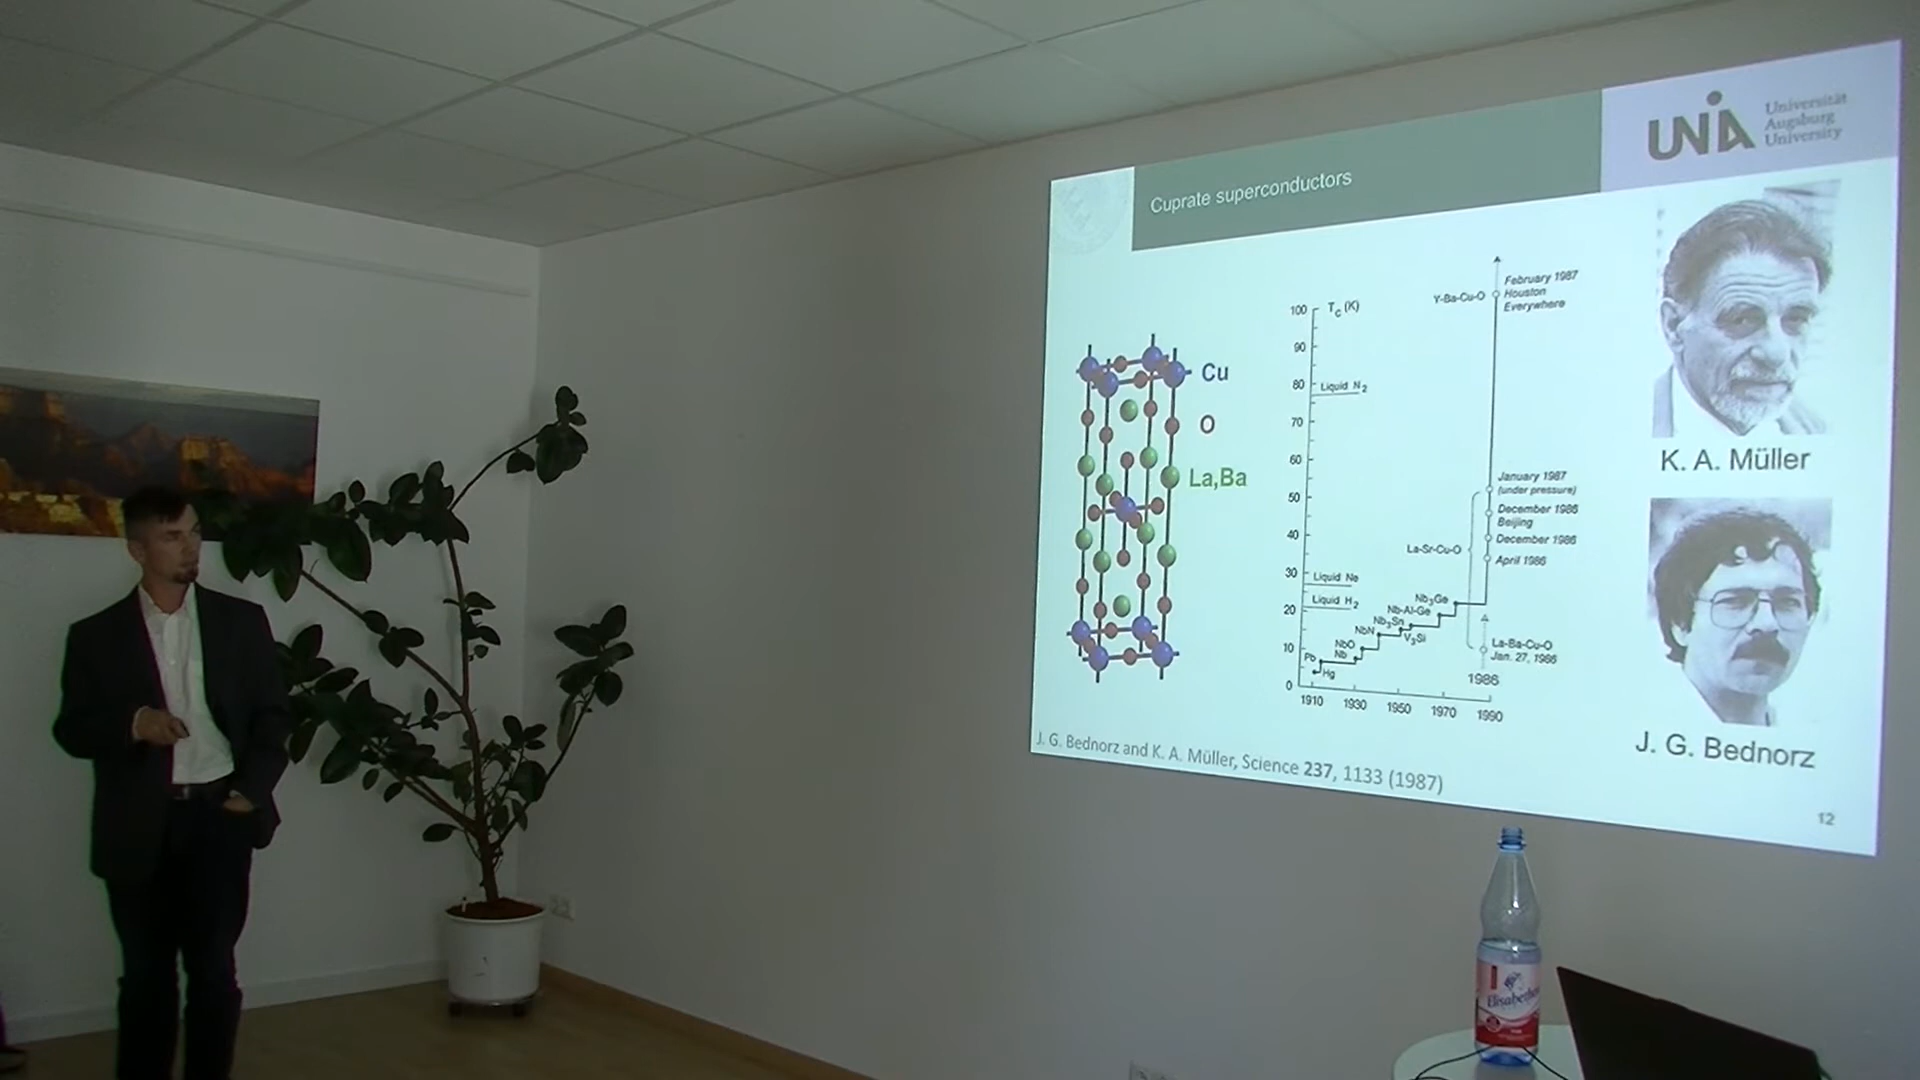 Cuprate superconductors
UNIA
Universität
Augsburg
University
Cu
O
La,Ba
T_c (K)
100
90
80
70
60
50
40
30
20
10
0
Liquid N2
Liquid Ne
Liquid H2
Y-Ba-Cu-O
February 1987
Houston
Everywhere
January 1987
(under pressure)
December 1986
Beijing
December 1986
April 1986
La-Sr-Cu-O
Nb3Ge
Nb-Al-Ge
Nb3Sn
NbN
V3Si
NbO
Nb
Pb
Hg
La-Ba-Cu-O
Jan. 27, 1986
1986
1910
1930
1950
1970
1990
K. A. Müller
J. G. Bednorz
J. G. Bednorz and K. A. Müller, Science 237, 1133 (1987)
12